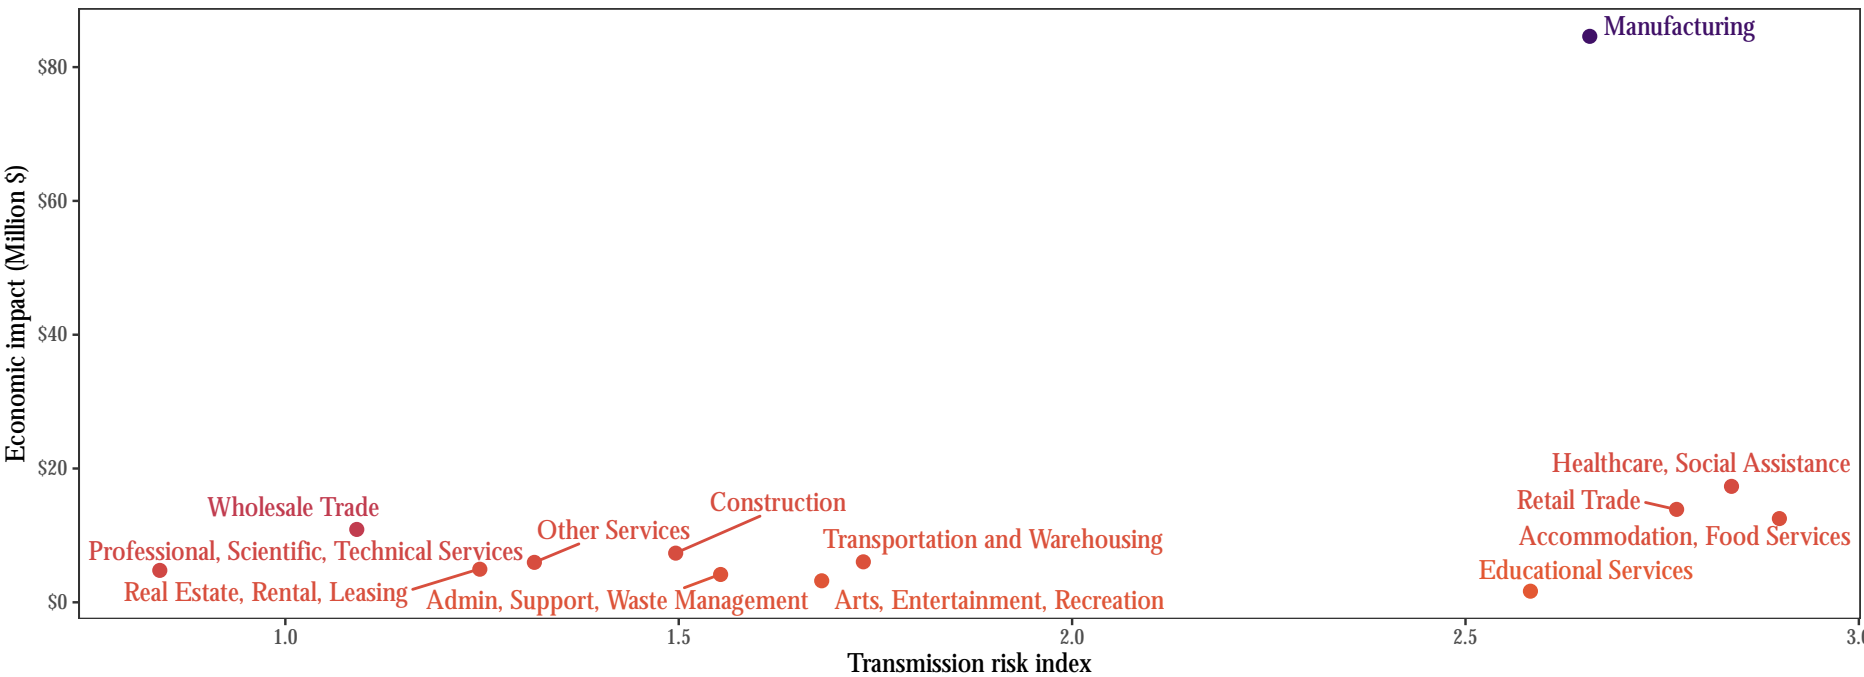 Manufacturing
$80
$60
$40
$20
$0
Economic impact (Million $)
Healthcare, Social Assistance
Retail Trade
Wholesale Trade
Construction
Other Services
Accommodation, Food Services
Transportation and Warehousing
Professional, Scientific, Technical Services
Educational Services
Real Estate, Rental, Leasing
Admin, Support, Waste Management
Arts, Entertainment, Recreation
1.0
1.5
2.0
2.5
3.0
Transmission risk index